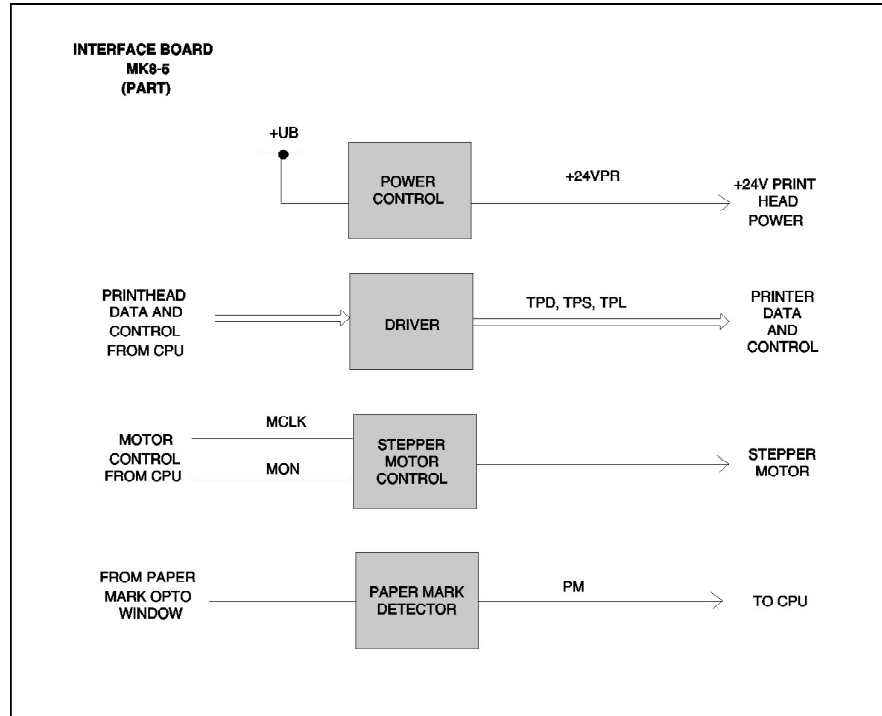 INTERFACE BOARD
MK8-5
(PART)
+UB
POWER
CONTROL
+24VPR
+24V PRINT
HEAD
POWER
PRINTHEAD
DATA AND
CONTROL
FROM CPU
DRIVER
TPD, TPS, TPL
PRINTER
DATA
AND
CONTROL
MOTOR
CONTROL
FROM CPU
MCLK
MON
STEPPER
MOTOR
CONTROL
STEPPER
MOTOR
FROM PAPER
MARK OPTO
WINDOW
PAPER MARK
DETECTOR
PM
TO CPU